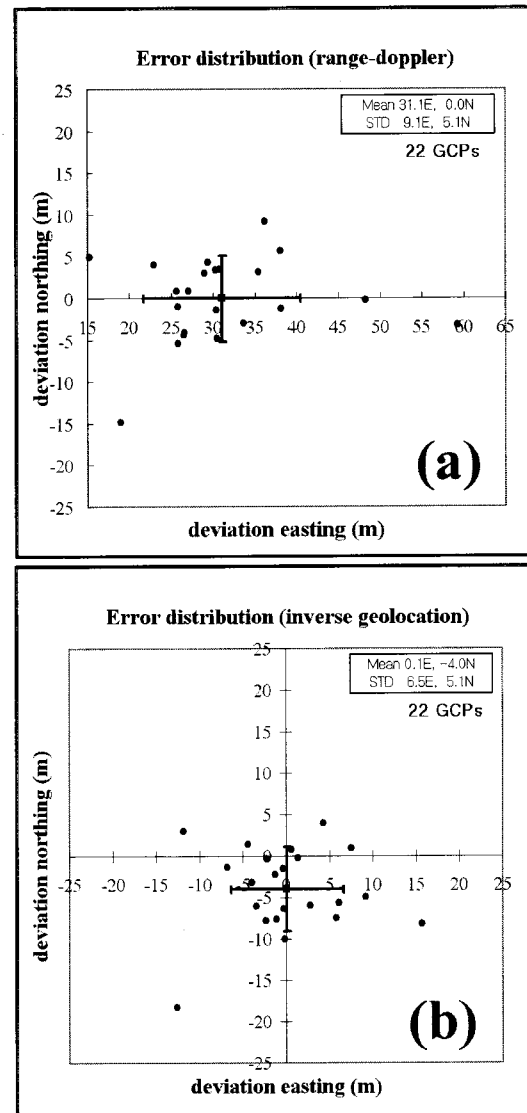 Error distribution (range-doppler)
Mean 31.1E, 0.0N
STD 9.1E, 5.1N
22 GCPs
25
20
15
10
5
0
-5
-10
-15
-20
-25
15 20 25 30 35 40 45 50 55 60 65
deviation northing (m)
deviation easting (m)
(a)
Error distribution (inverse geolocation)
Mean 0.1E, -4.0N
STD 6.5E, 5.1N
22 GCPs
25
20
15
10
5
0
-5
-10
-15
-20
-25
-25 -20 -15 -10 -5 0 5 10 15 20 25
deviation northing (m)
deviation easting (m)
(b)